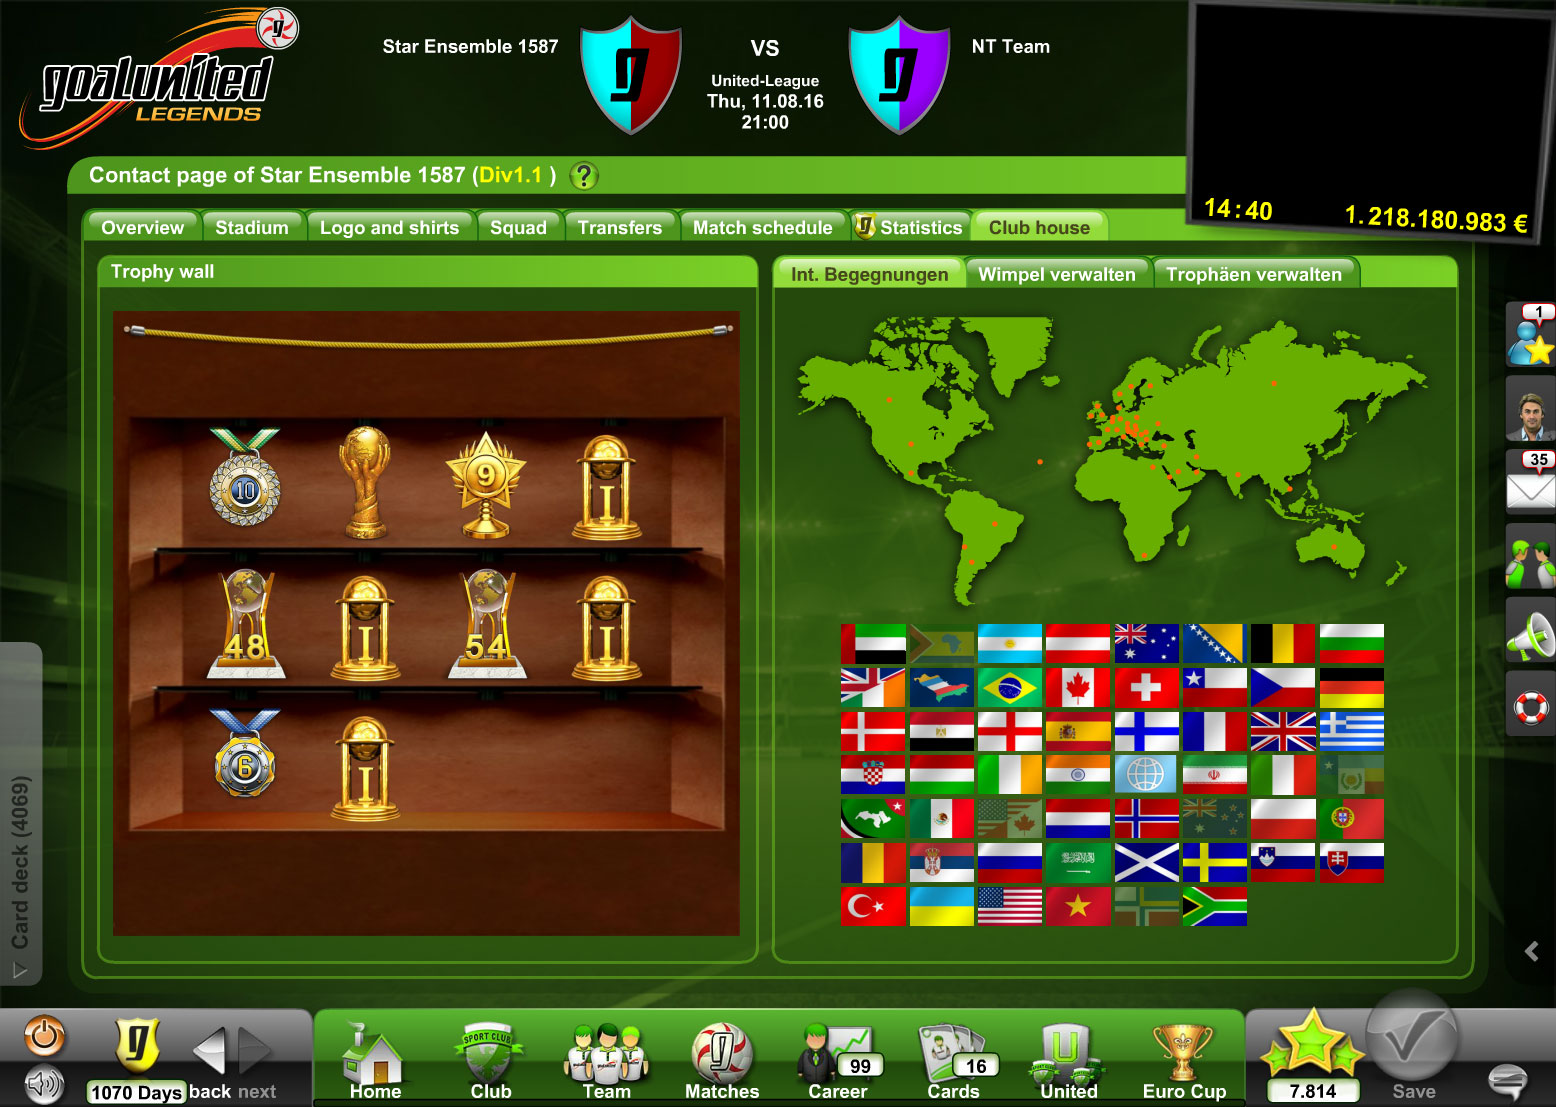 goalunited
LEGENDS
Star Ensemble 1587
VS
NT Team
United-League
Thu, 11.08.16
21:00
14:40
1.218.180.983 €
Contact page of Star Ensemble 1587 (Div1.1 )
?
Overview
Stadium
Logo and shirts
Squad
Transfers
Match schedule
Statistics
Club house
Trophy wall
Int. Begegnungen
Wimpel verwalten
Trophäen verwalten
10
9
I
48
I
54
I
6
I
1
35
Card deck (4069)
1070 Days
back
next
Home
SPORT CLUB
Club
Team
Matches
99
Career
16
Cards
U
United
Euro Cup
7.814
Save